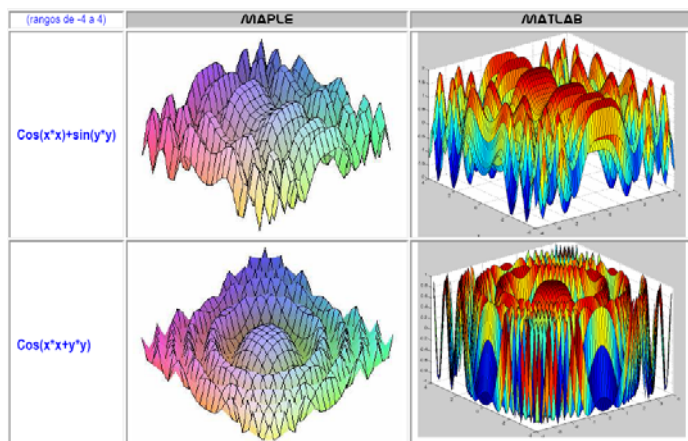 (rangos de -4 a 4)
MAPLE
MATLAB
Cos(x*x)+sin(y*y)
Cos(x*x+y*y)